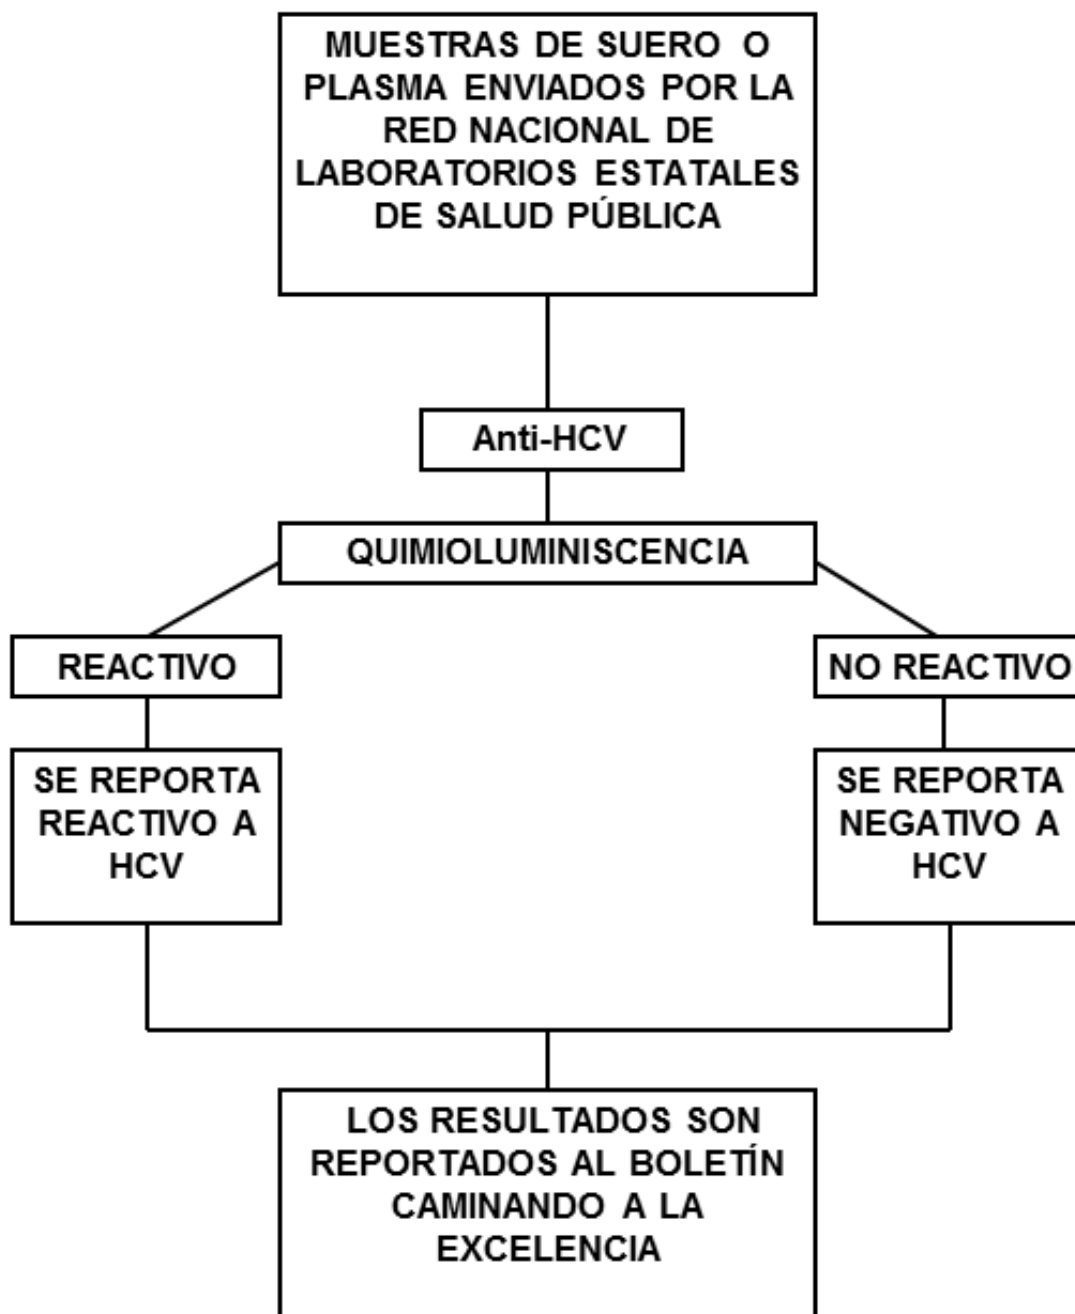 MUESTRAS DE SUERO O
PLASMA ENVIADOS POR LA
RED NACIONAL DE
LABORATORIOS ESTATALES
DE SALUD PÚBLICA
Anti-HCV
QUIMIOLUMINISCENCIA
REACTIVO
NO REACTIVO
SE REPORTA
REACTIVO A
HCV
SE REPORTA
NEGATIVO A
HCV
LOS RESULTADOS SON
REPORTADOS AL BOLETÍN
CAMINANDO A LA
EXCELENCIA